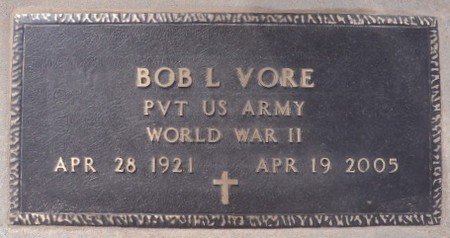 BOB L VORE
PVT US ARMY
WORLD WAR II
APR 28 1921 APR 19 2005